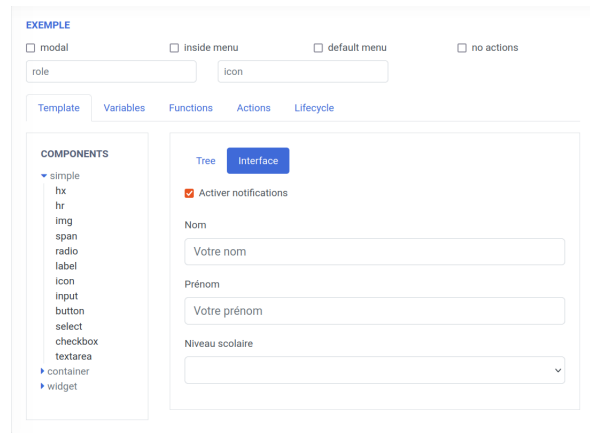 EXEMPLE
modal inside menu default menu no actions
role icon
Template Variables Functions Actions Lifecycle
COMPONENTS
simple
hx
hr
img
span
radio
label
icon
input
button
select
checkbox
textarea
container
widget
Tree Interface
Activer notifications
Nom
Votre nom
Prénom
Votre prénom
Niveau scolaire